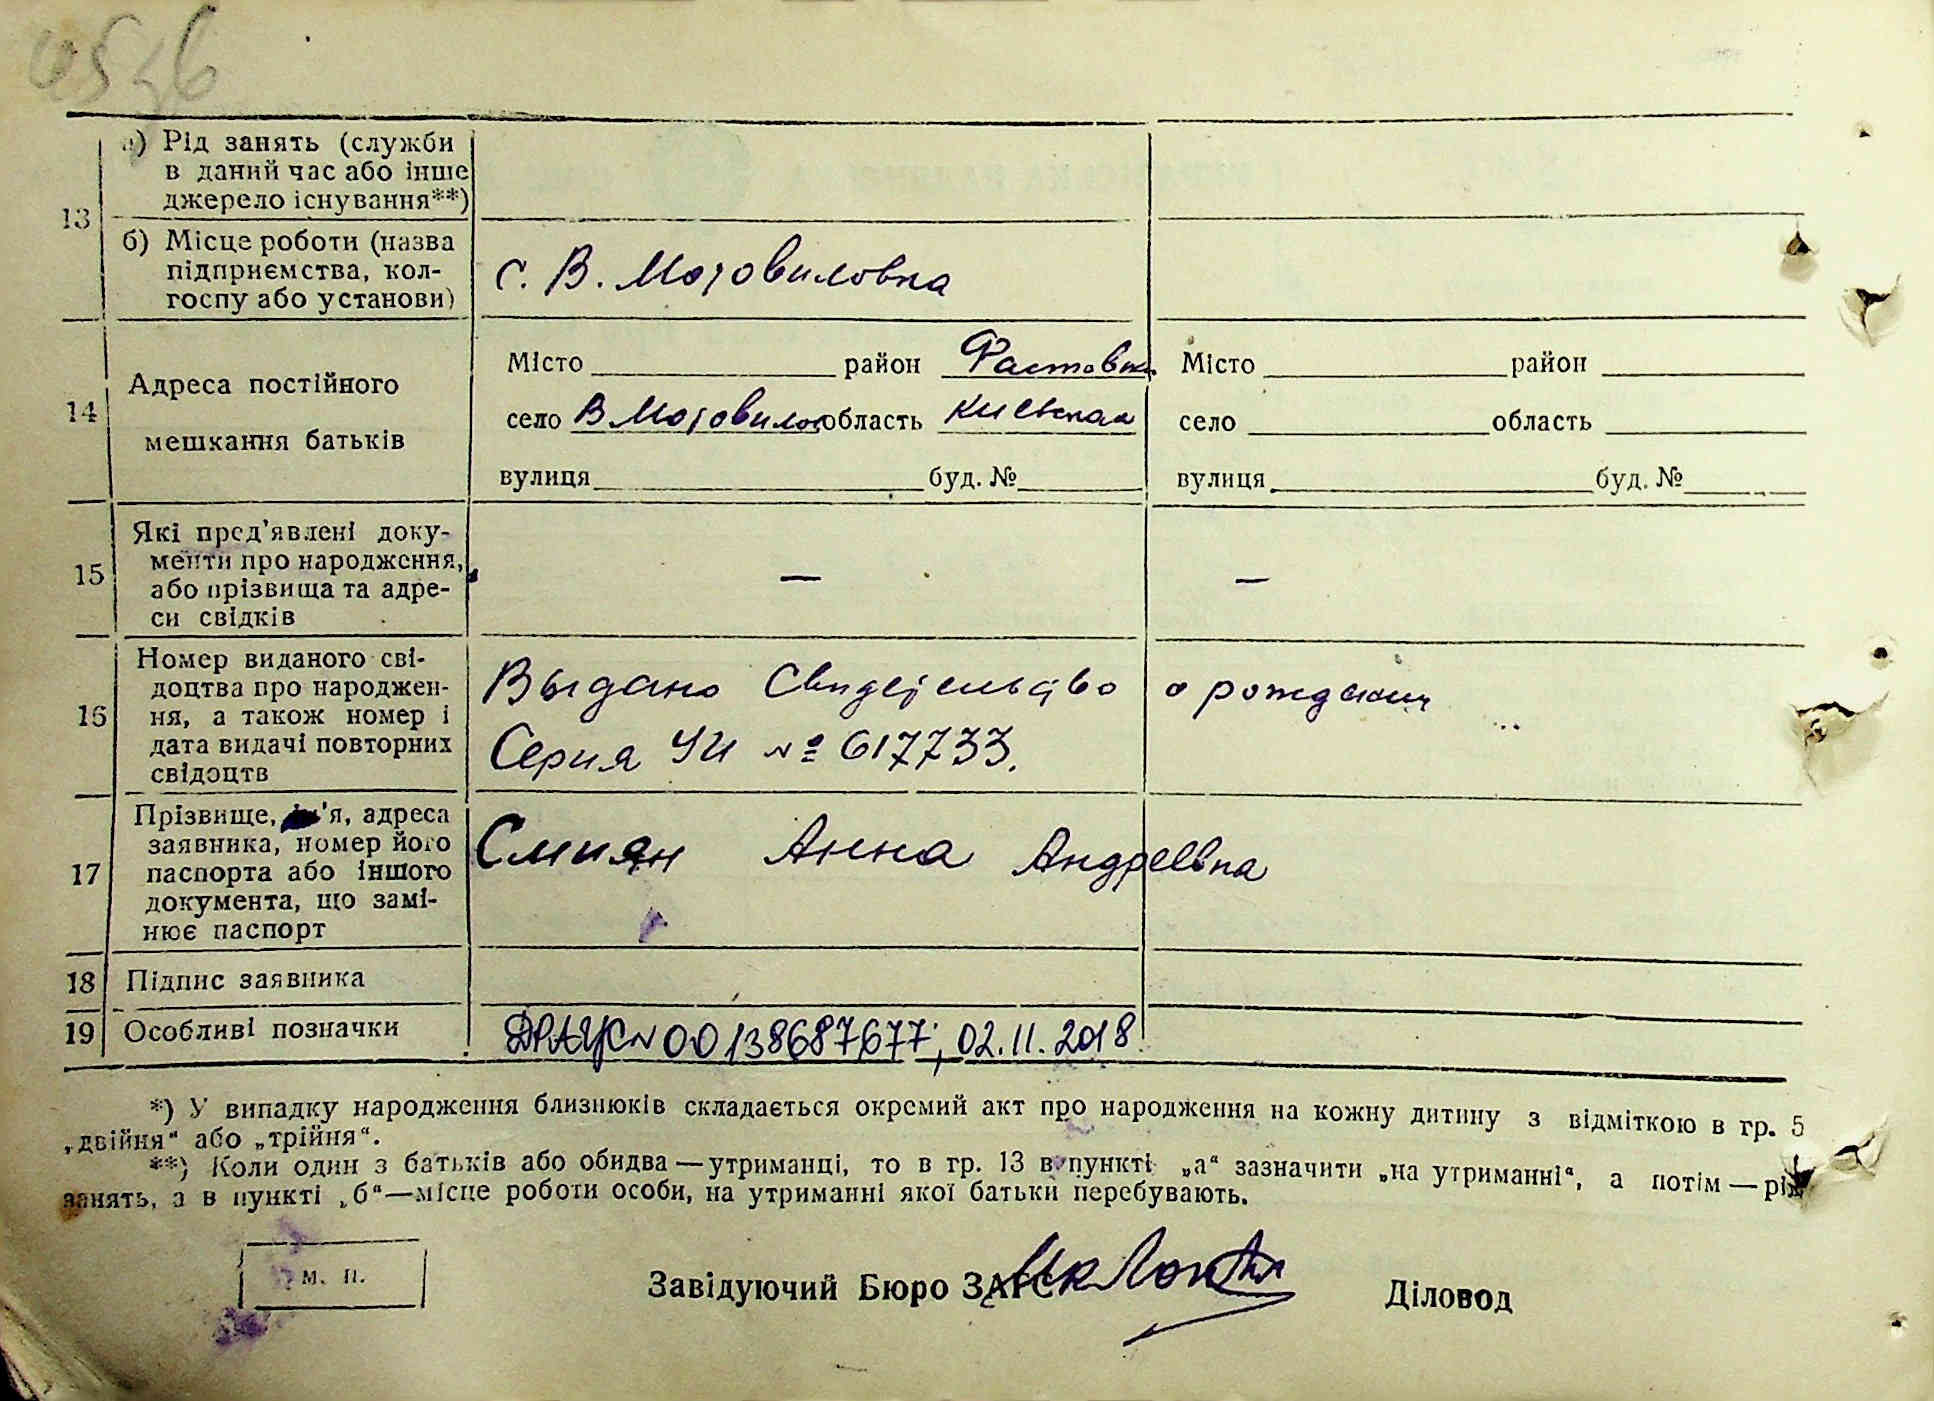 13
а) Рід занять (служби
в даний час або інше
джерело існування**)
б) Місце роботи (назва
підприємства, кол-
госпу або установи)
с. В. Мотовиловка
14
Адреса постійного
мешкання батьків
Місто район Фастовск.
село В Мотовилов область Киевская
вулиця буд. №
Місто район
село область
вулиця буд. №
15
Які пред'явлені доку-
менти про народження,
або прізвища та адре-
си свідків
—
—
16
Номер виданого сві-
доцтва про народжен-
ня, а також номер і
дата видачі повторних
свідоцтв
Выдано Свидетельство о рождении
Серия УИ № 617733.
17
Прізвище, ім'я, адреса
заявника, номер його
паспорта або іншого
документа, що замі-
нює паспорт
Смиян Анна Андреевна
18
Підпис заявника
19
Особливі позначки
ДРАЦС № 00138687677; 02.11.2018
*) У випадку народження близнюків складається окремий акт про народження на кожну дитину з відміткою в гр. 5
„двійня“ або „трійня“.
**) Коли один з батьків або обидва — утриманці, то в гр. 13 в пункті „а“ зазначити „на утриманні“, а потім — рід
занять, а в пункті „б“—місце роботи особи, на утриманні якої батьки перебувають.
м. п.
Завідуючий Бюро ЗАГС
Діловод